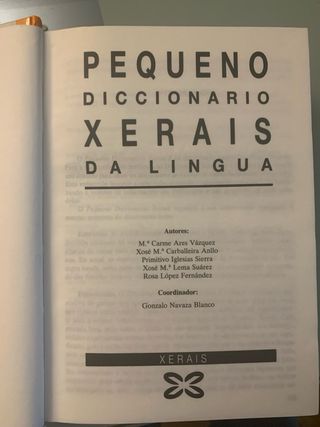 PEQUENO
DICCIONARIO
XERAIS
DA LINGUA
Autores:
M.ª Carme Ares Vázquez
Xosé M.ª Carballeira Anllo
Primitivo Iglesias Sierra
Xosé M.ª Lema Suárez
Rosa López Fernández
Coordinador:
Gonzalo Navaza Blanco
XERAIS